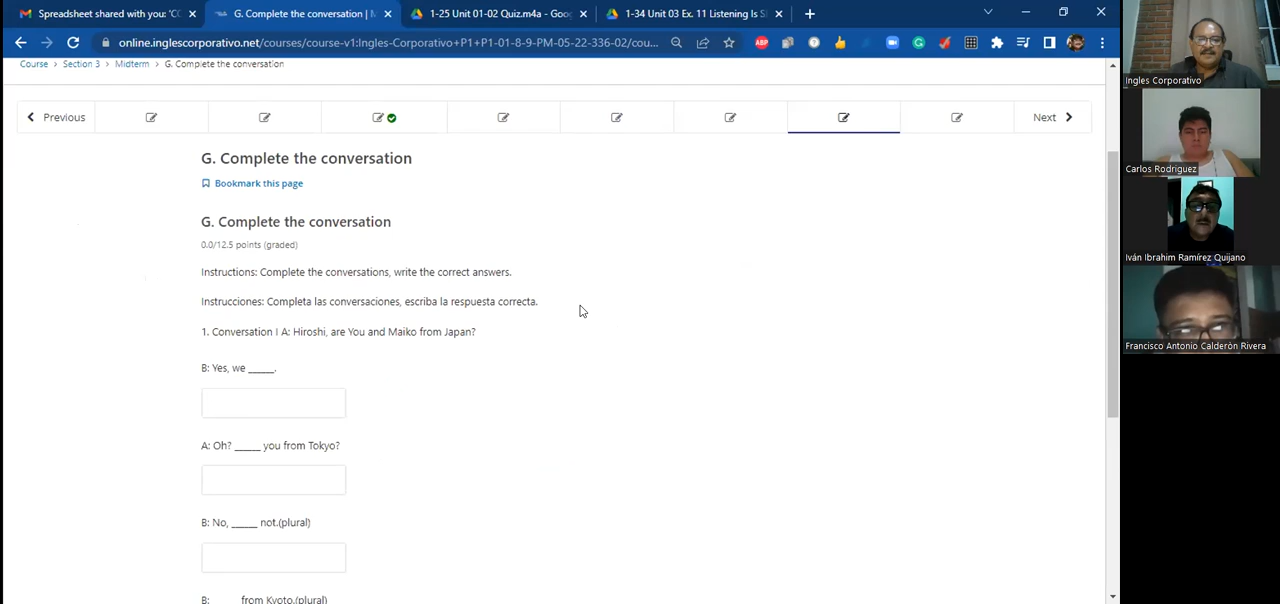 Spreadsheet shared with you: 'CO
G. Complete the conversation | M
1-25 Unit 01-02 Quiz.m4a - Goog
1-34 Unit 03 Ex. 11 Listening Is S
online.inglescorporativo.net/courses/course-v1:Ingles-Corporativo+P1+P1-01-8-9-PM-05-22-336-02/cou...
ABP
Course > Section 3 > Midterm > G. Complete the conversation
Previous
Next
G. Complete the conversation
Bookmark this page
G. Complete the conversation
0.0/12.5 points (graded)
Instructions: Complete the conversations, write the correct answers.
Instrucciones: Completa las conversaciones, escriba la respuesta correcta.
1. Conversation I A: Hiroshi, are You and Maiko from Japan?
B: Yes, we _____.
A: Oh? _____ you from Tokyo?
B: No, _____ not.(plural)
B: _____ from Kyoto.(plural)
Ingles Corporativo
Carlos Rodriguez
Iván Ibrahim Ramírez Quijano
Francisco Antonio Calderòn Rivera